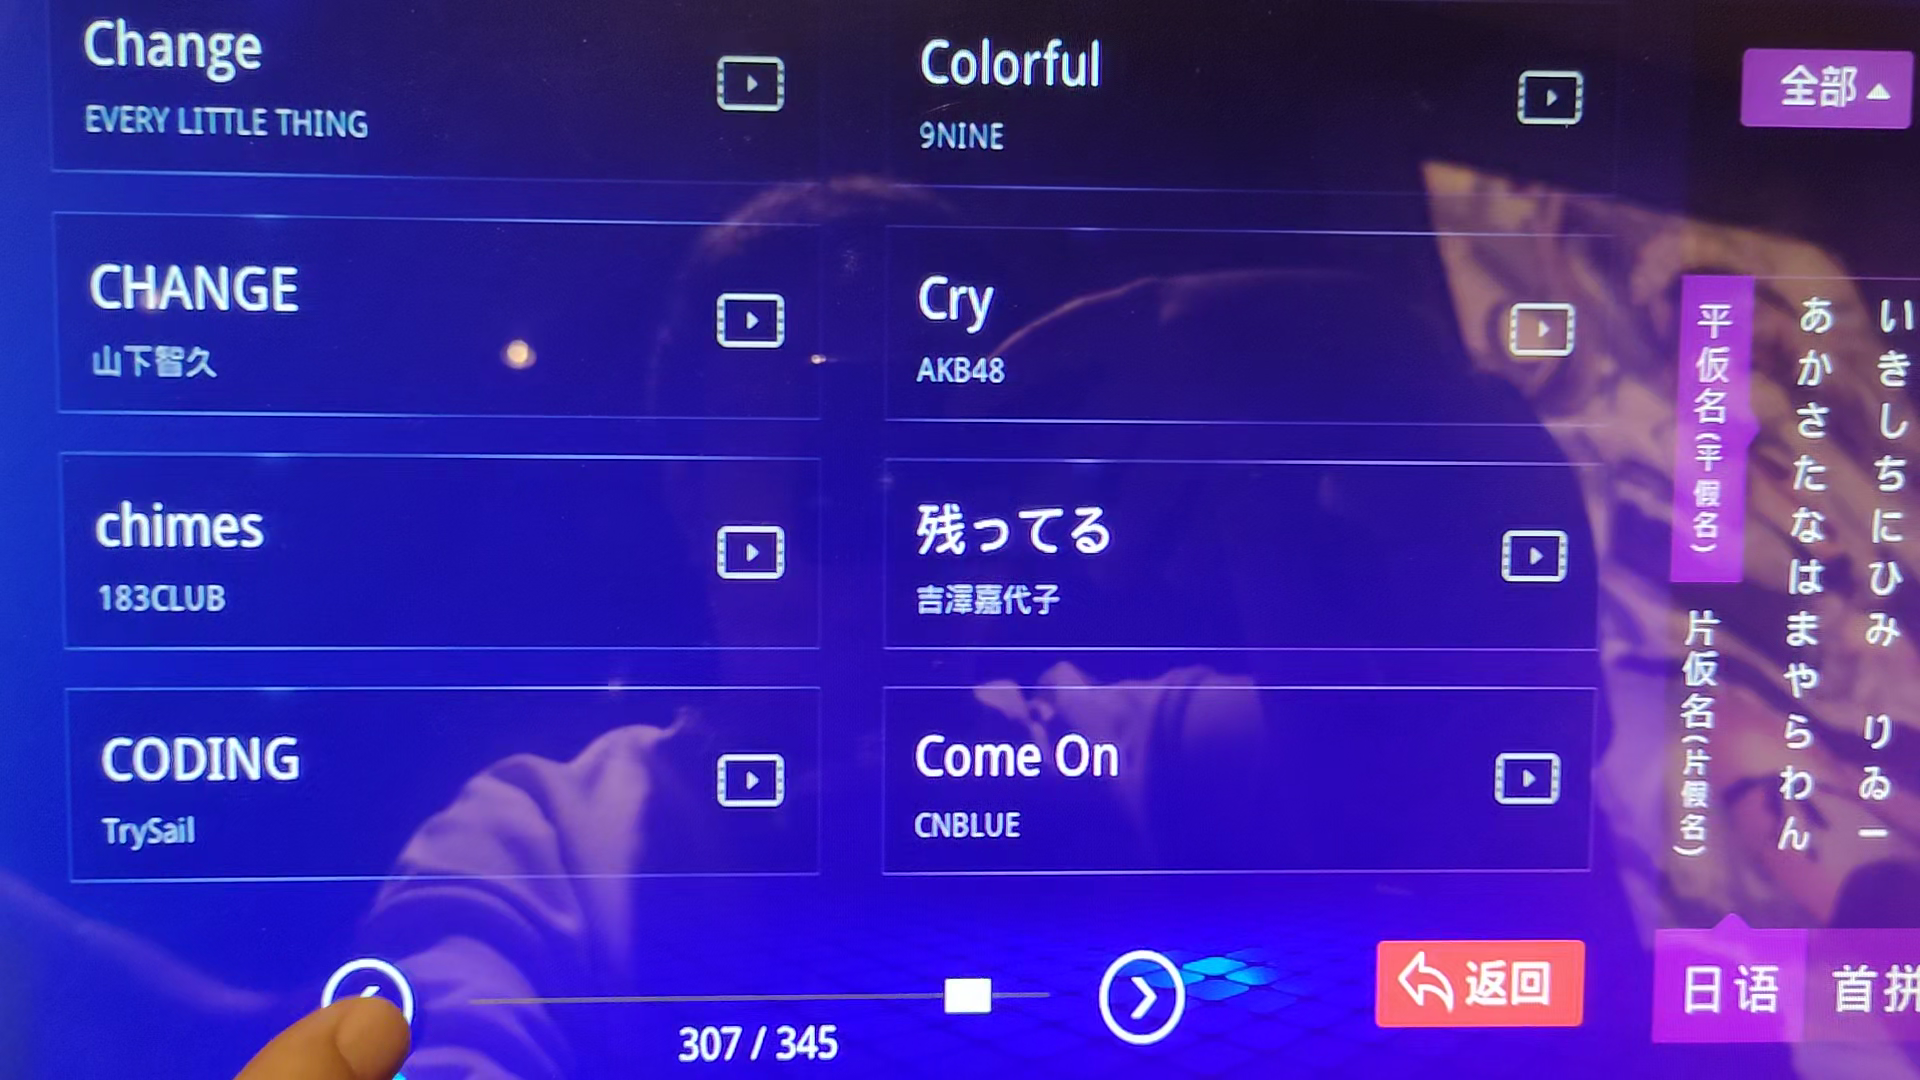 Change
EVERY LITTLE THING
Colorful
9NINE
CHANGE
山下智久
Cry
AKB48
chimes
183CLUB
残ってる
吉澤嘉代子
CODING
TrySail
Come On
CNBLUE
307 / 345
返回
全部
平仮名(平假名)
片仮名(片假名)
あかさたなはまやらわん
いきしちにひみ りゐー
日语
首拼